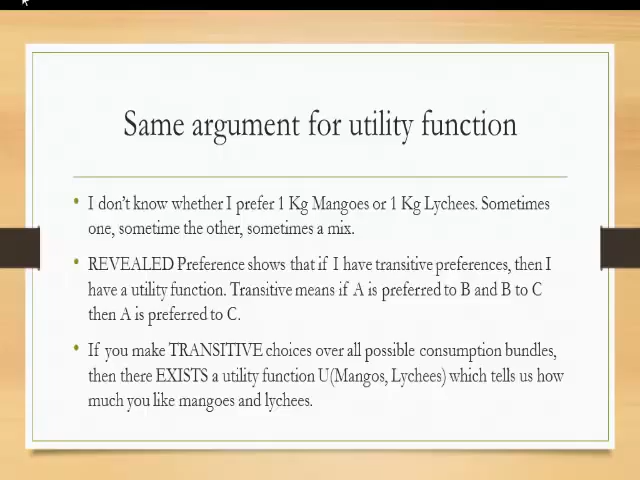 Same argument for utility function
• I don't know whether I prefer 1 Kg Mangoes or 1 Kg Lychees. Sometimes
one, sometime the other, sometimes a mix.
• REVEALED Preference shows that if I have transitive preferences, then I
have a utility function. Transitive means if A is preferred to B and B to C
then A is preferred to C.
• If you make TRANSITIVE choices over all possible consumption bundles,
then there EXISTS a utility function U(Mangos, Lychees) which tells us how
much you like mangoes and lychees.